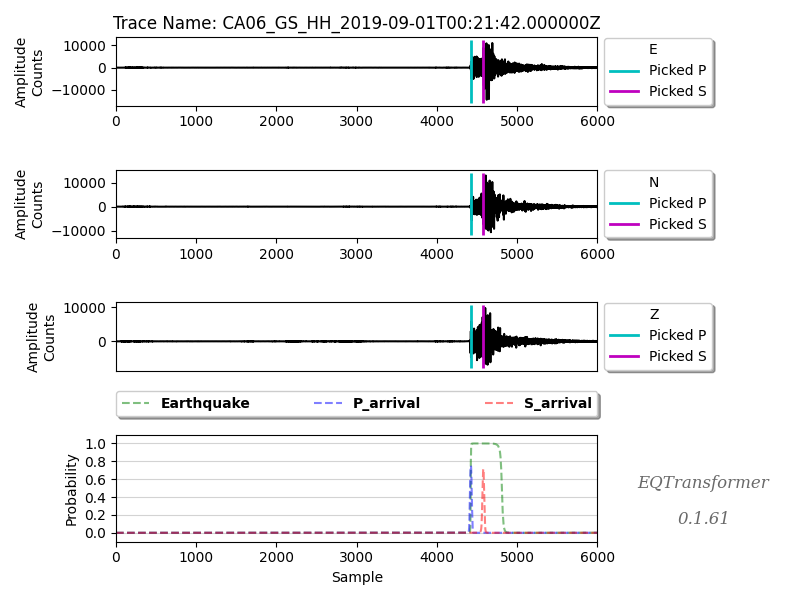 Trace Name: CA06_GS_HH_2019-09-01T00:21:42.000000Z
Amplitude
Counts
10000
0
−10000
0 1000 2000 3000 4000 5000 6000
E
Picked P
Picked S
Amplitude
Counts
10000
0
−10000
0 1000 2000 3000 4000 5000 6000
N
Picked P
Picked S
Amplitude
Counts
10000
0
0 1000 2000 3000 4000 5000 6000
Z
Picked P
Picked S
Earthquake P_arrival S_arrival
Probability
1.0
0.8
0.6
0.4
0.2
0.0
0 1000 2000 3000 4000 5000 6000
Sample
EQTransformer
0.1.61